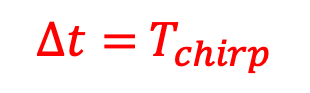 Δt = T_chirp